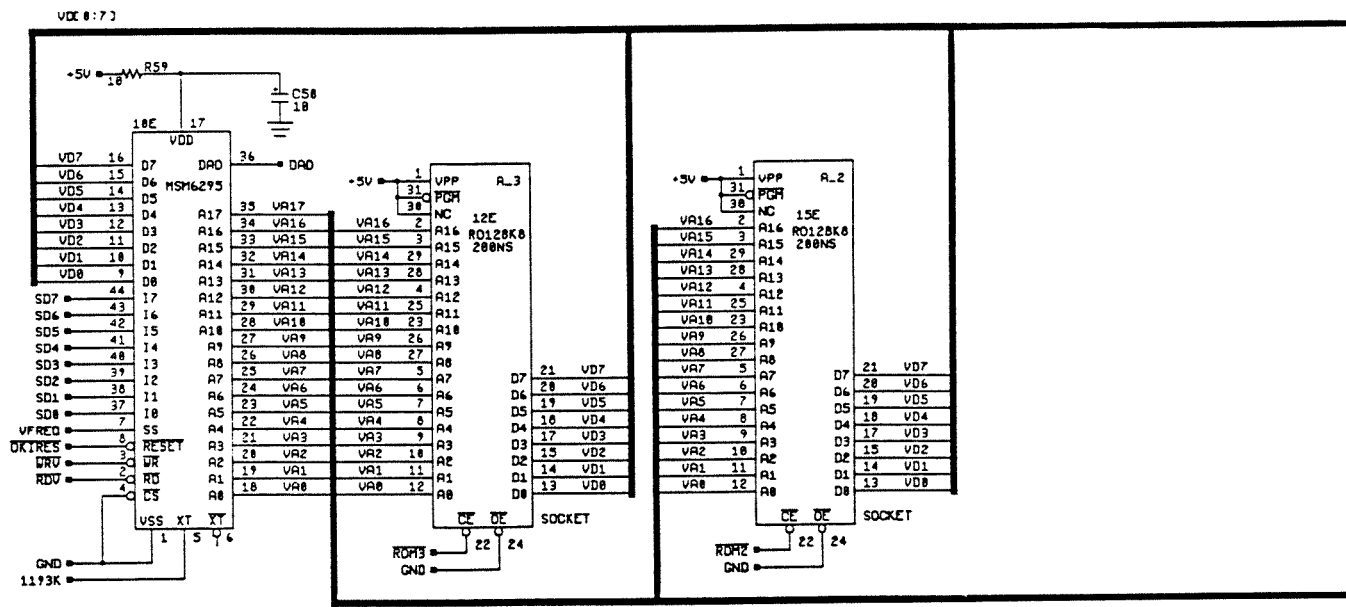 VD[0:7]
+5V R59
10
C50
10
10E 17
VDD
VD7 16 D7 DAO 36 DAO
VD6 15 D6 MSM6295
VD5 14 D5
VD4 13 D4 A17 35 VA17
VD3 12 D3 A16 34 VA16
VD2 11 D2 A15 33 VA15
VD1 10 D1 A14 32 VA14
VD0 9 D0 A13 31 VA13
SD7 44 I7 A12 30 VA12
SD6 43 I6 A11 29 VA11
SD5 42 I5 A10 28 VA10
SD4 41 I4 A9 27 VA9
SD3 40 I3 A8 26 VA8
SD2 39 I2 A7 25 VA7
SD1 38 I1 A6 24 VA6
SD0 37 I0 A5 23 VA5
VFREQ 7 SS A4 22 VA4
OKIRES 8 RESET A3 21 VA3
WRV 3 WR A2 20 VA2
RDV 2 RD A1 19 VA1
4 CS A0 18 VA0
VSS XT XT
1 5 6
GND
1193K
+5V 1 VPP A_3
31 PGM
30 NC
12E
RO128K8
200NS
VA16 2 A16
VA15 3 A15
VA14 29 A14
VA13 28 A13
VA12 4 A12
VA11 25 A11
VA10 23 A10
VA9 26 A9
VA8 27 A8
VA7 5 A7 D7 21 VD7
VA6 6 A6 D6 20 VD6
VA5 7 A5 D5 19 VD5
VA4 8 A4 D4 18 VD4
VA3 9 A3 D3 17 VD3
VA2 10 A2 D2 15 VD2
VA1 11 A1 D1 14 VD1
VA0 12 A0 D0 13 VD0
CE OE SOCKET
ROM3 22 24
GND
+5V 1 VPP A_2
31 PGM
30 NC
15E
RO128K8
200NS
VA16 2 A16
VA15 3 A15
VA14 29 A14
VA13 28 A13
VA12 4 A12
VA11 25 A11
VA10 23 A10
VA9 26 A9
VA8 27 A8
VA7 5 A7 D7 21 VD7
VA6 6 A6 D6 20 VD6
VA5 7 A5 D5 19 VD5
VA4 8 A4 D4 18 VD4
VA3 9 A3 D3 17 VD3
VA2 10 A2 D2 15 VD2
VA1 11 A1 D1 14 VD1
VA0 12 A0 D0 13 VD0
CE OE SOCKET
ROM2 22 24
GND